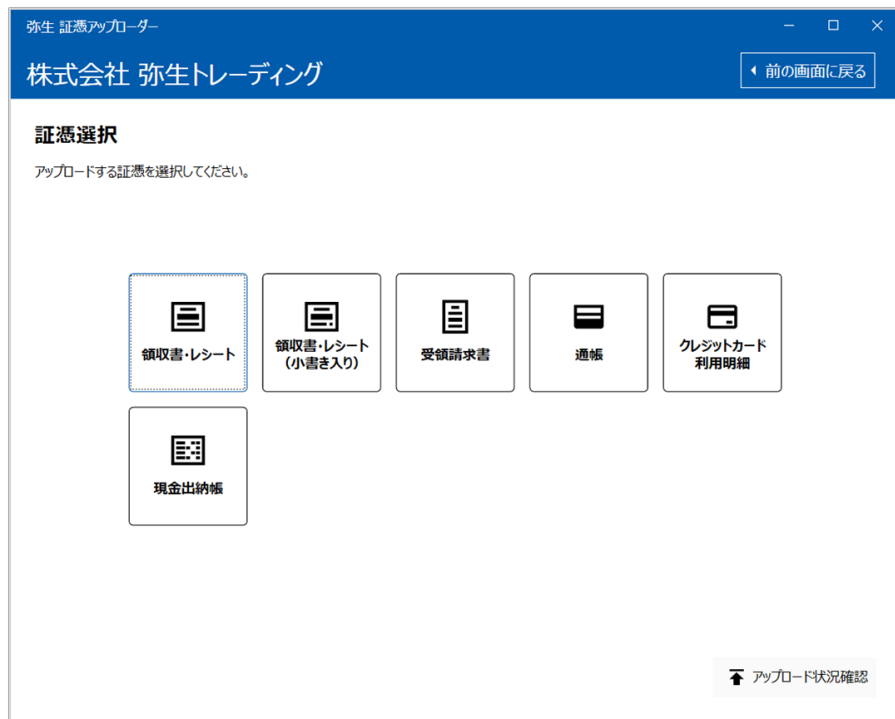 弥生 証憑アップローダー
株式会社 弥生トレーディング
前の画面に戻る
証憑選択
アップロードする証憑を選択してください。
領収書・レシート
領収書・レシート
（小書き入り）
受領請求書
通帳
クレジットカード
利用明細
現金出納帳
アップロード状況確認